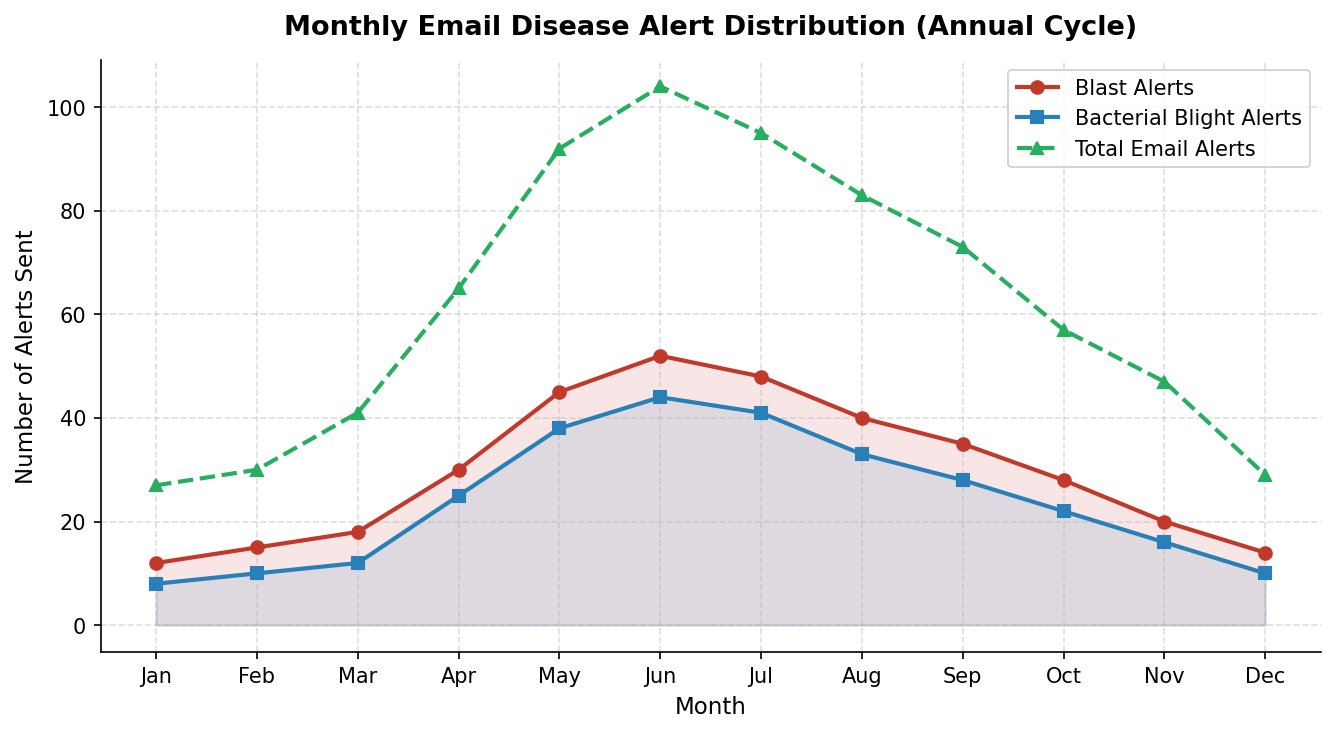 Monthly Email Disease Alert Distribution (Annual Cycle)
Blast Alerts
Bacterial Blight Alerts
Total Email Alerts
Number of Alerts Sent
100
80
60
40
20
0
Jan Feb Mar Apr May Jun Jul Aug Sep Oct Nov Dec
Month